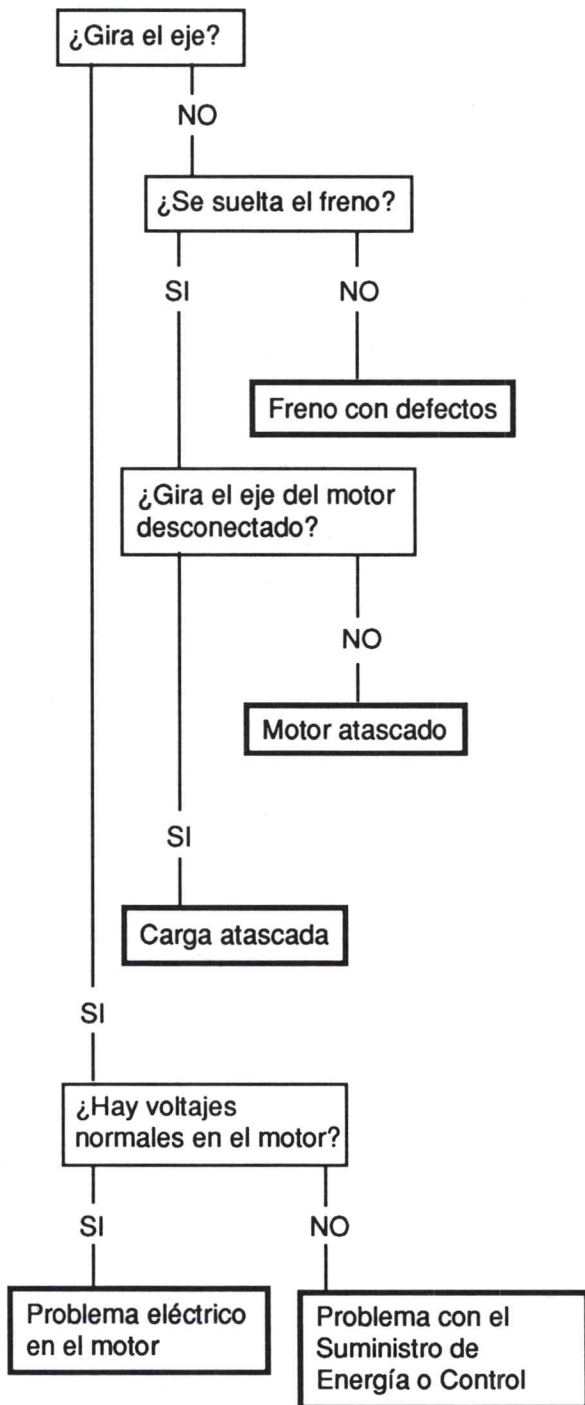 ¿Gira el eje?
NO
¿Se suelta el freno?
SI
NO
Freno con defectos
¿Gira el eje del motor
desconectado?
NO
Motor atascado
SI
Carga atascada
SI
¿Hay voltajes
normales en el motor?
SI
NO
Problema eléctrico
en el motor
Problema con el
Suministro de
Energía o Control